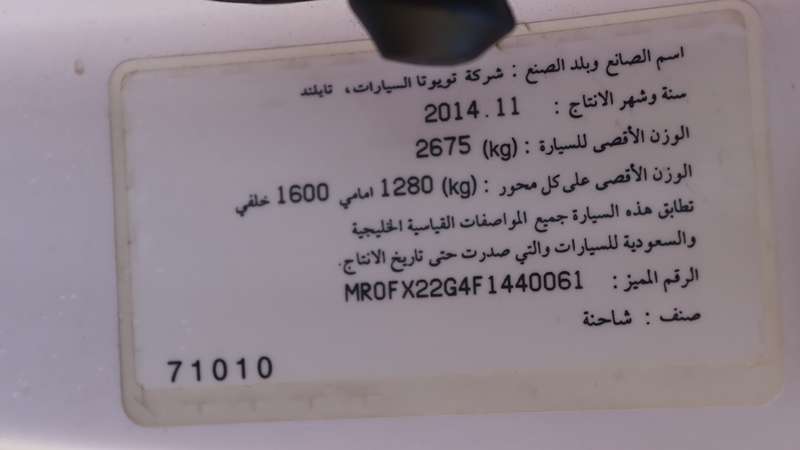 اسم الصانع وبلد الصنع : شركة تويوتا السيارات، تايلند
سنة وشهر الانتاج : 2014.11
الوزن الأقصى للسيارة : (kg) 2675
الوزن الأقصى على كل محور : (kg) 1280 امامي 1600 خلفي
تطابق هذه السيارة جميع المواصفات القياسية الخليجية
والسعودية للسيارات والتي صدرت حتى تاريخ الانتاج.
الرقم المميز : MR0FX22G4F1440061
صنف : شاحنة
71010